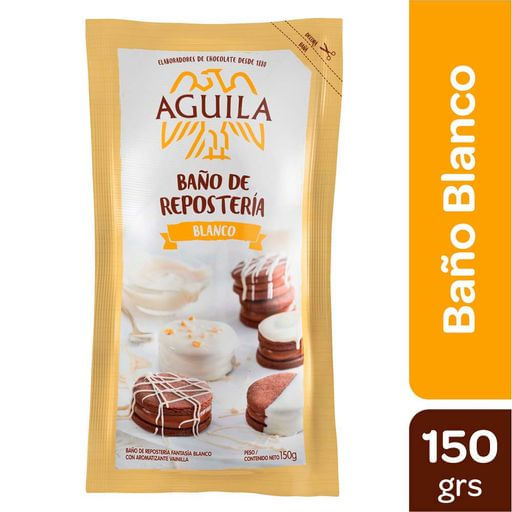 ELABORADORES DE CHOCOLATE DESDE 1880
AGUILA
BAÑO DE
REPOSTERÍA
BLANCO
BAÑO DE REPOSTERÍA FANTASÍA BLANCO
CON AROMATIZANTE VAINILLA
PESO /
CONTENIDO NETO 150g
Baño Blanco
150
grs